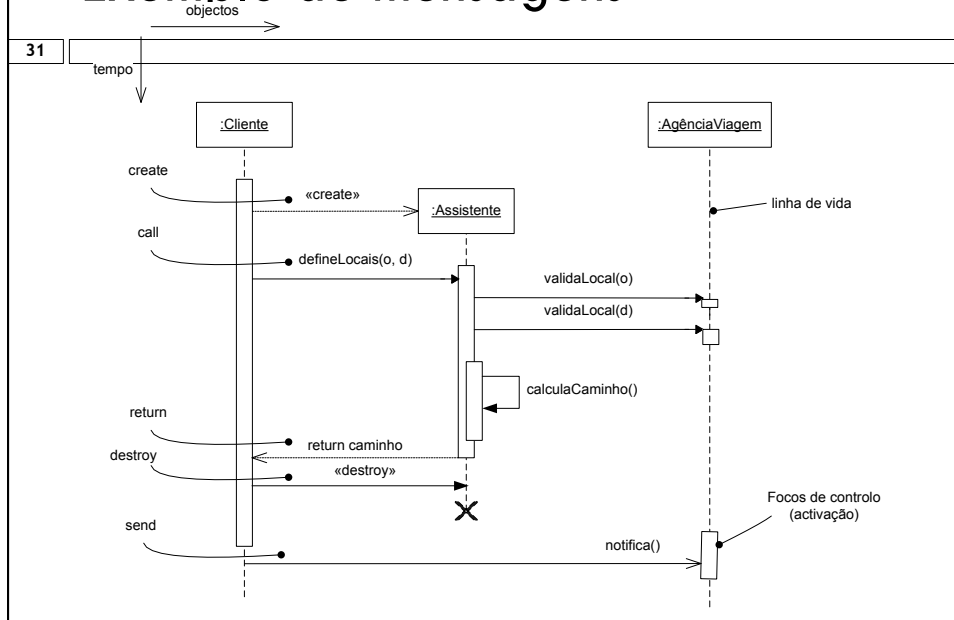 objectos
31
tempo
:Cliente
:AgênciaViagem
create
«create»
:Assistente
linha de vida
call
defineLocais(o, d)
validaLocal(o)
validaLocal(d)
calculaCaminho()
return
return caminho
destroy
«destroy»
Focos de controlo
(activação)
send
notifica()